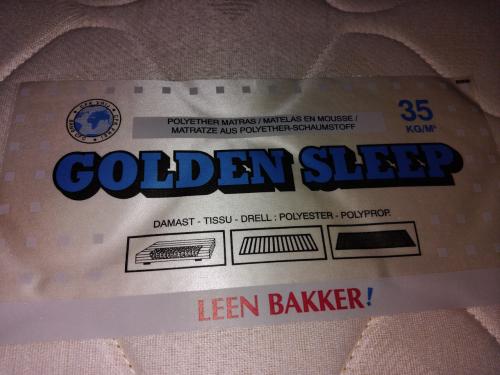 POLYETHER MATRAS / MATELAS EN MOUSSE /
MATRATZE AUS POLYETHER-SCHAUMSTOFF
35
KG/M³
GOLDEN SLEEP
DAMAST - TISSU - DRELL : POLYESTER - POLYPROP.
LEEN BAKKER!